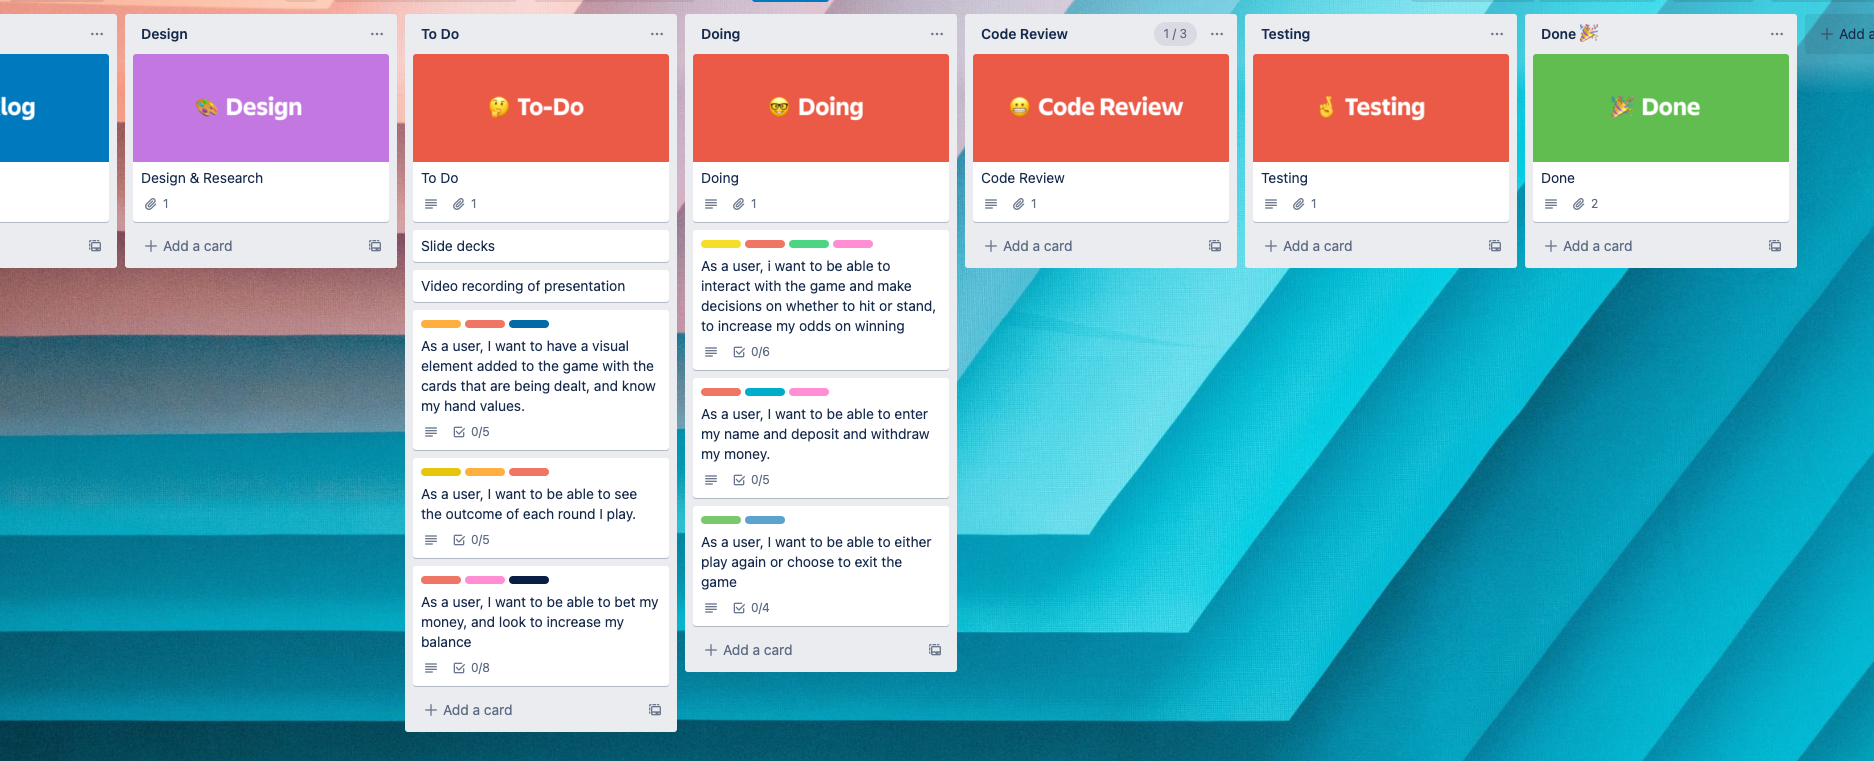 log
Design
🎨 Design
Design & Research
1
+ Add a card
To Do
🤔 To-Do
To Do
1
Slide decks
Video recording of presentation
As a user, I want to have a visual
element added to the game with the
cards that are being dealt, and know
my hand values.
0/5
As a user, I want to be able to see
the outcome of each round I play.
0/5
As a user, I want to be able to bet my
money, and look to increase my
balance
0/8
+ Add a card
Doing
🤓 Doing
Doing
1
As a user, i want to be able to
interact with the game and make
decisions on whether to hit or stand,
to increase my odds on winning
0/6
As a user, I want to be able to enter
my name and deposit and withdraw
my money.
0/5
As a user, I want to be able to either
play again or choose to exit the
game
0/4
+ Add a card
Code Review 1 / 3
😬 Code Review
Code Review
1
+ Add a card
Testing
🤞 Testing
Testing
1
+ Add a card
Done 🎉
🎉 Done
Done
2
+ Add a card
+ Add a